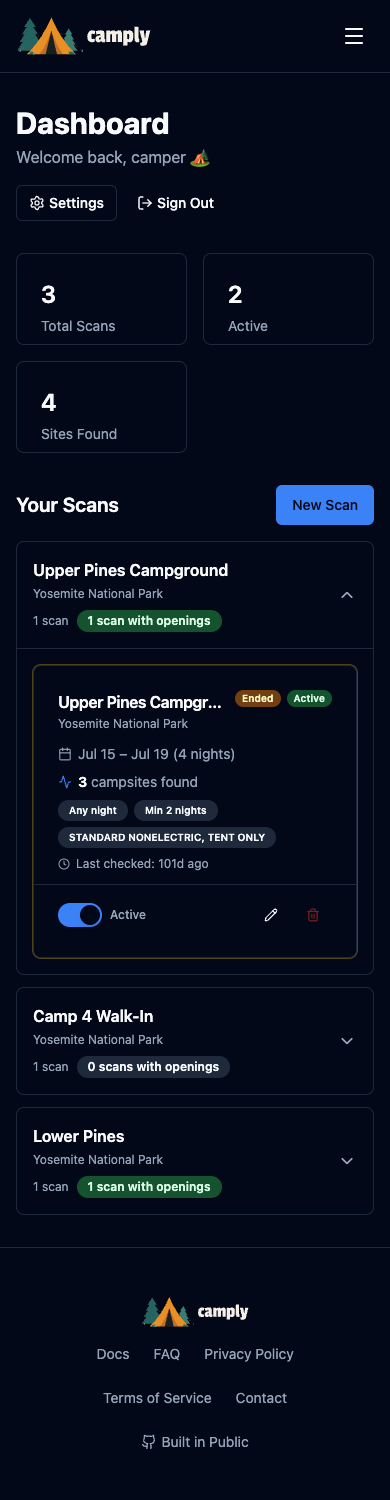 camply
Dashboard
Welcome back, camper 🏕️
Settings
Sign Out
3
Total Scans
2
Active
4
Sites Found
Your Scans
New Scan
Upper Pines Campground
Yosemite National Park
1 scan
1 scan with openings
Upper Pines Campgr...
Ended
Active
Yosemite National Park
Jul 15 – Jul 19 (4 nights)
3 campsites found
Any night
Min 2 nights
STANDARD NONELECTRIC, TENT ONLY
Last checked: 101d ago
Active
Camp 4 Walk-In
Yosemite National Park
1 scan
0 scans with openings
Lower Pines
Yosemite National Park
1 scan
1 scan with openings
camply
Docs
FAQ
Privacy Policy
Terms of Service
Contact
Built in Public